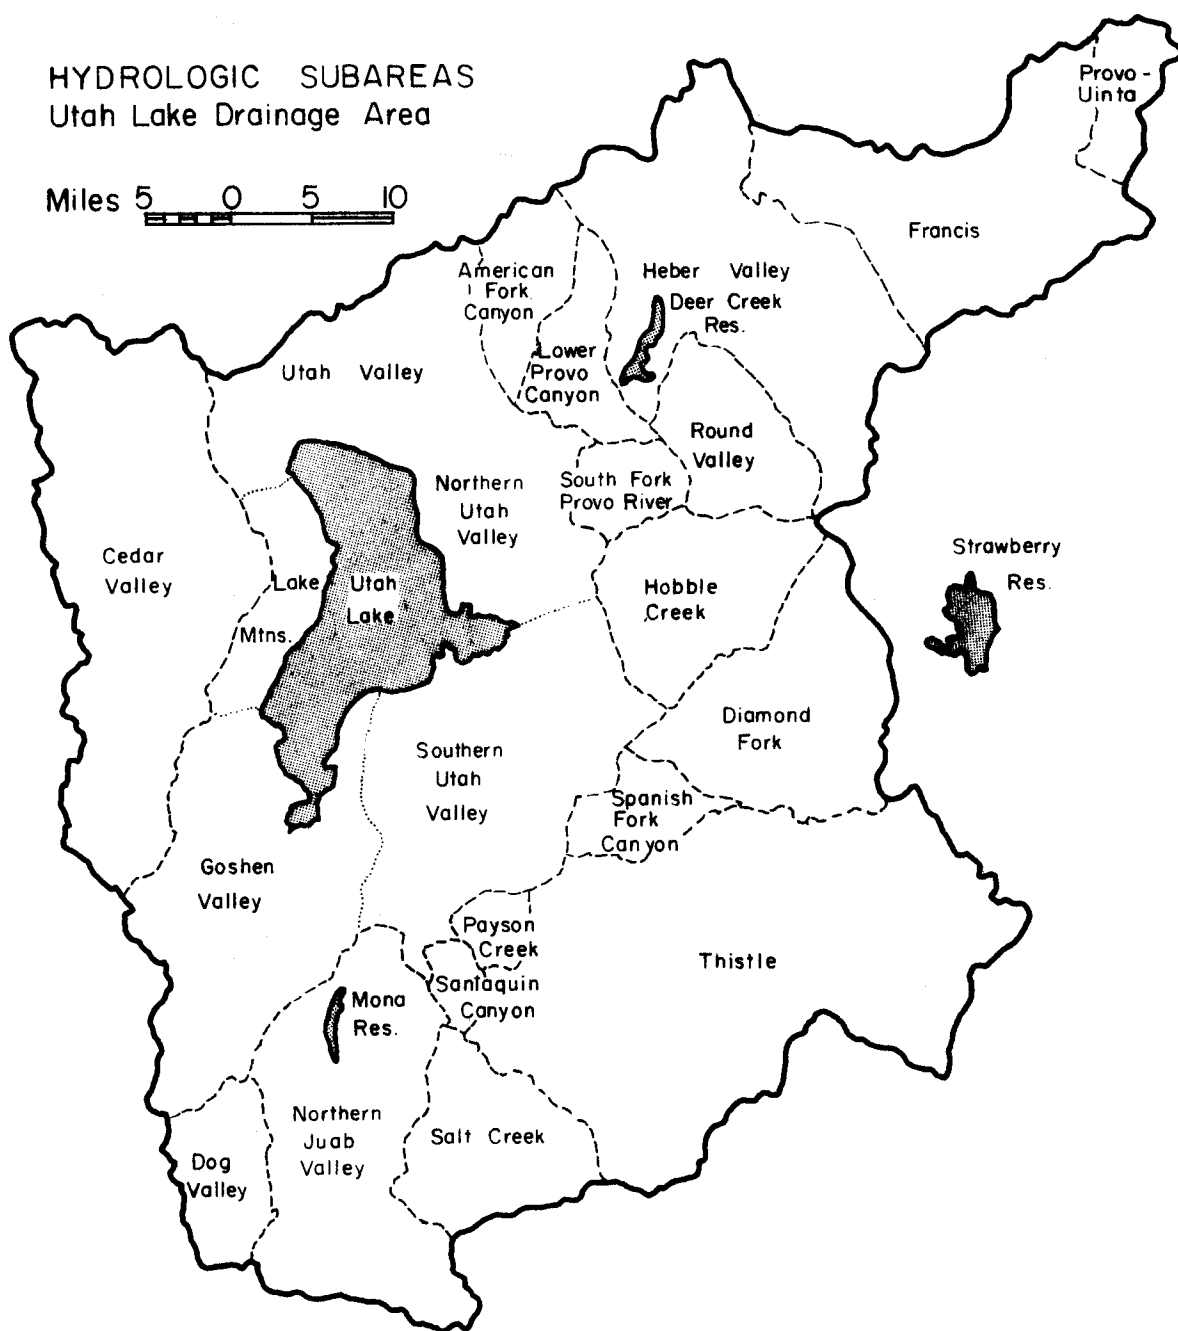 HYDROLOGIC SUBAREAS
Utah Lake Drainage Area
Miles 5 0 5 10
Provo-
Uinta
Francis
American
Fork
Canyon
Heber Valley
Deer Creek
Res.
Lower
Provo
Canyon
Utah Valley
Round
Valley
South Fork
Provo River
Northern
Utah
Valley
Cedar
Valley
Lake
Mtns.
Utah
Lake
Hobble
Creek
Strawberry
Res.
Diamond
Fork
Southern
Utah
Valley
Spanish
Fork
Canyon
Goshen
Valley
Payson
Creek
Thistle
Santaquin
Canyon
Mona
Res.
Northern
Juab
Valley
Salt Creek
Dog
Valley